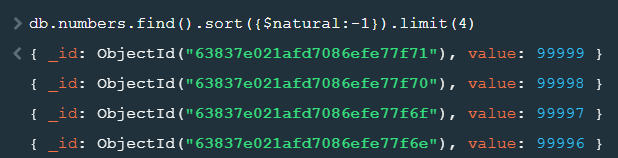 > db.numbers.find().sort({$natural:-1}).limit(4)
< { _id: ObjectId("63837e021afd7086efe77f71"), value: 99999 }
{ _id: ObjectId("63837e021afd7086efe77f70"), value: 99998 }
{ _id: ObjectId("63837e021afd7086efe77f6f"), value: 99997 }
{ _id: ObjectId("63837e021afd7086efe77f6e"), value: 99996 }